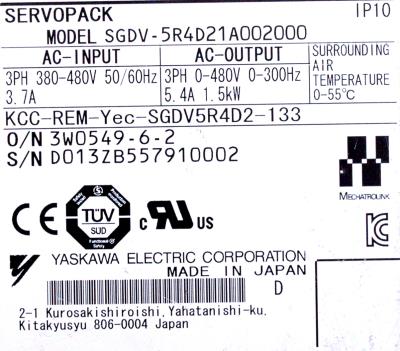 SERVOPACK IP10
MODEL SGDV-5R4D21A002000
AC-INPUT AC-OUTPUT SURROUNDING
AIR
TEMPERATURE
0-55℃
3PH 380-480V 50/60Hz 3PH 0-480V 0-300Hz
3.7A 5.4A 1.5kW
KCC-REM-Yec-SGDV5R4D2-133
O/N 3W0549-6-2
S/N D013ZB557910002
MECHATROLINK
CE TÜV SÜD Functional Safety c RU US
YASKAWA ELECTRIC CORPORATION
MADE IN JAPAN
D
2-1 Kurosakishiroishi, Yahatanishi-ku,
Kitakyusyu 806-0004 Japan